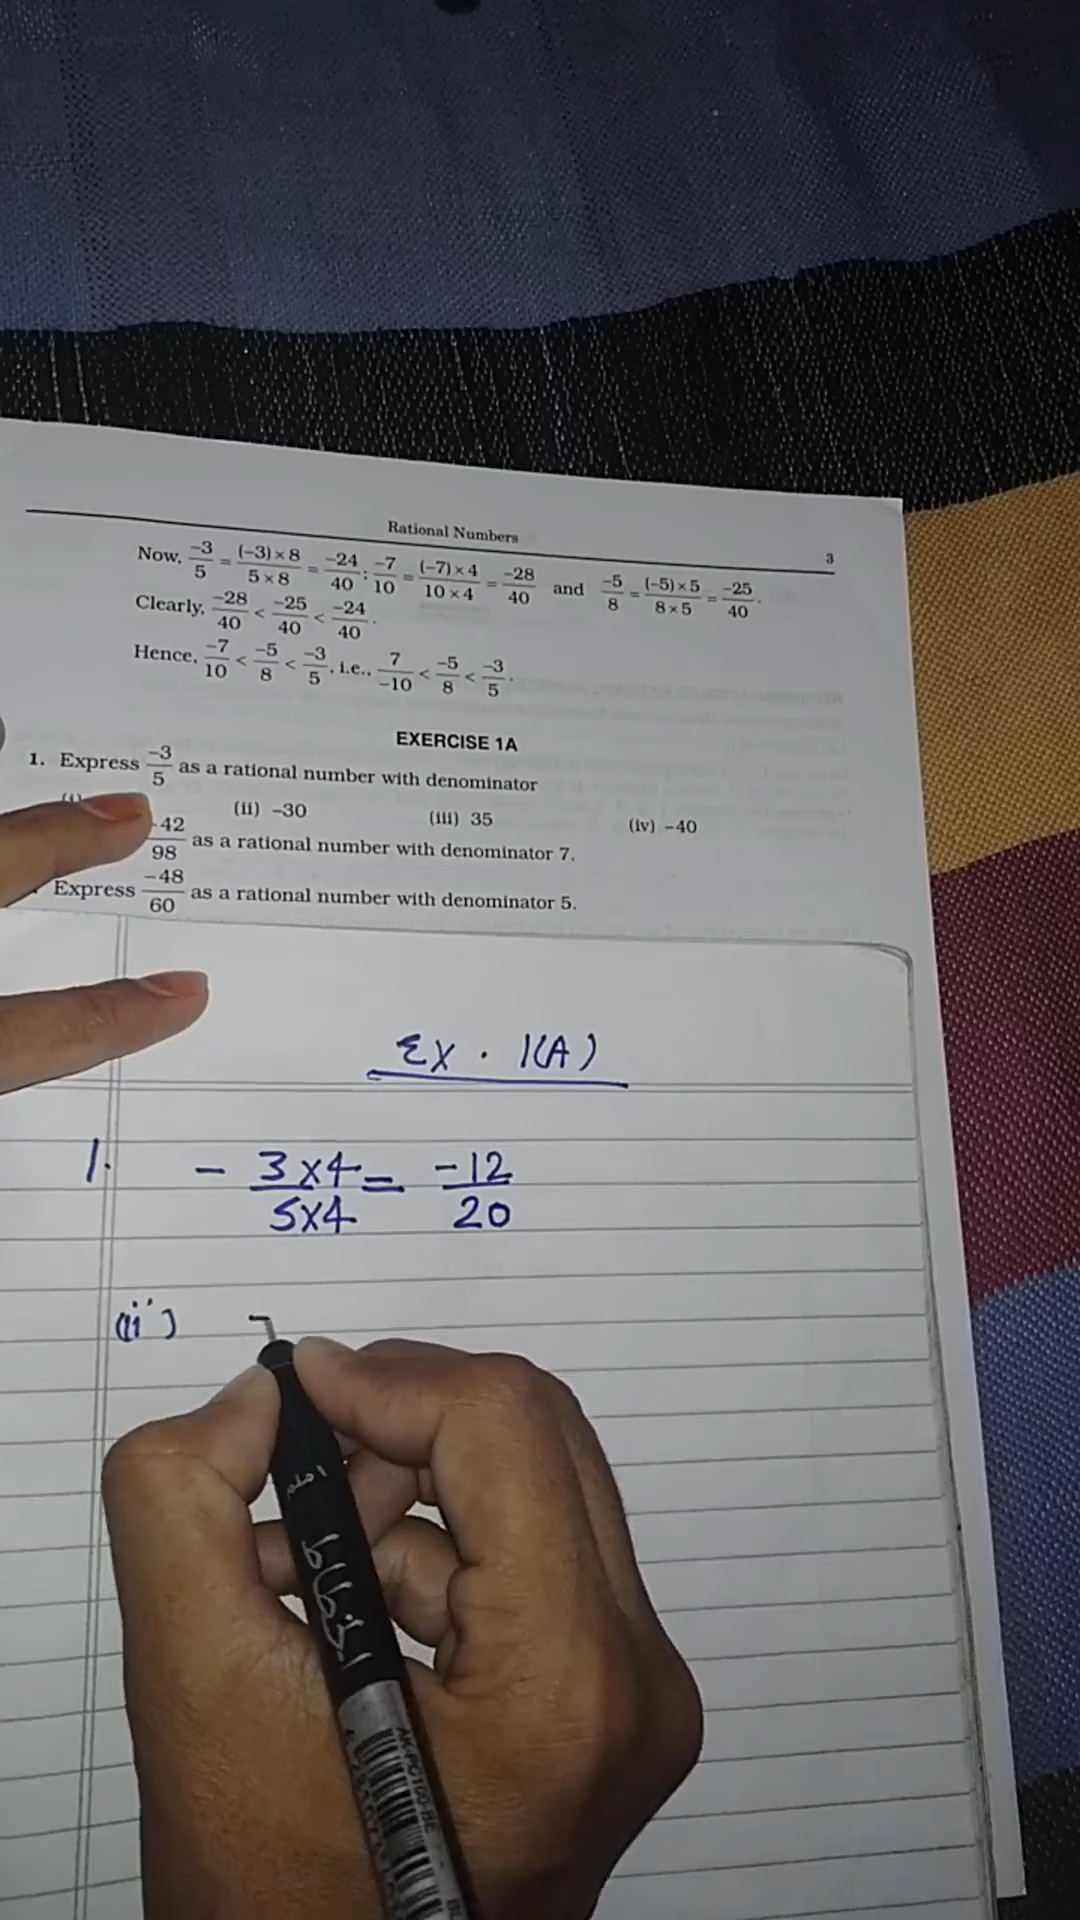 Rational Numbers
3
Now, -3/5 = (-3)×8/5×8 = -24/40; -7/10 = (-7)×4/10×4 = -28/40 and -5/8 = (-5)×5/8×5 = -25/40.
Clearly, -28/40 < -25/40 < -24/40.
Hence, -7/10 < -5/8 < -3/5, i.e., 7/-10 < -5/8 < -3/5.
EXERCISE 1A
1. Express -3/5 as a rational number with denominator
(i) (ii) -30 (iii) 35 (iv) -40
-42/98 as a rational number with denominator 7.
Express -48/60 as a rational number with denominator 5.
Ex. 1(A)
1. - 3×4/5×4 = -12/20
(ii) -
الخطاط
AK-PG100-BE